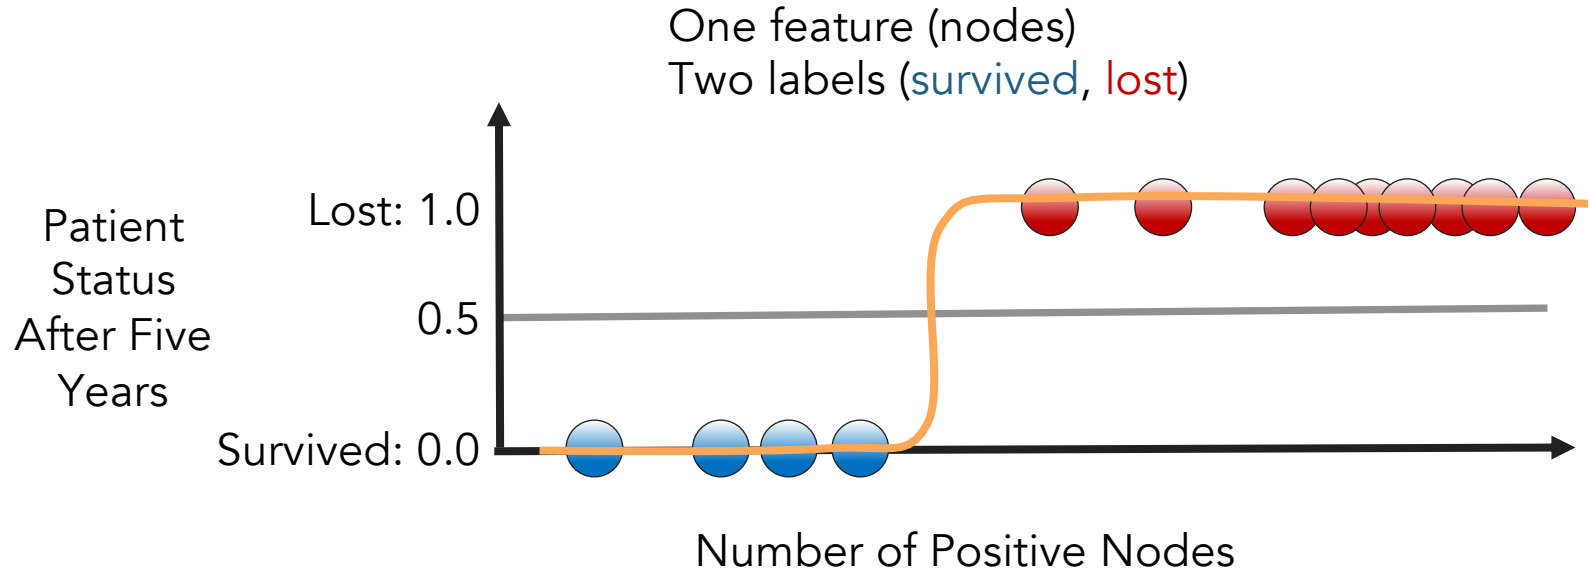 One feature (nodes)
Two labels (survived, lost)
Patient
Status
After Five
Years
Lost: 1.0
0.5
Survived: 0.0
Number of Positive Nodes